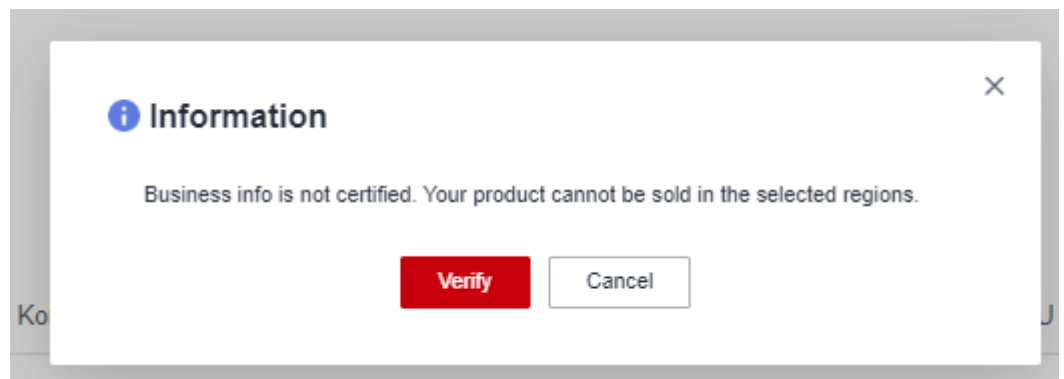 Information
Business info is not certified. Your product cannot be sold in the selected regions.
Verify
Cancel